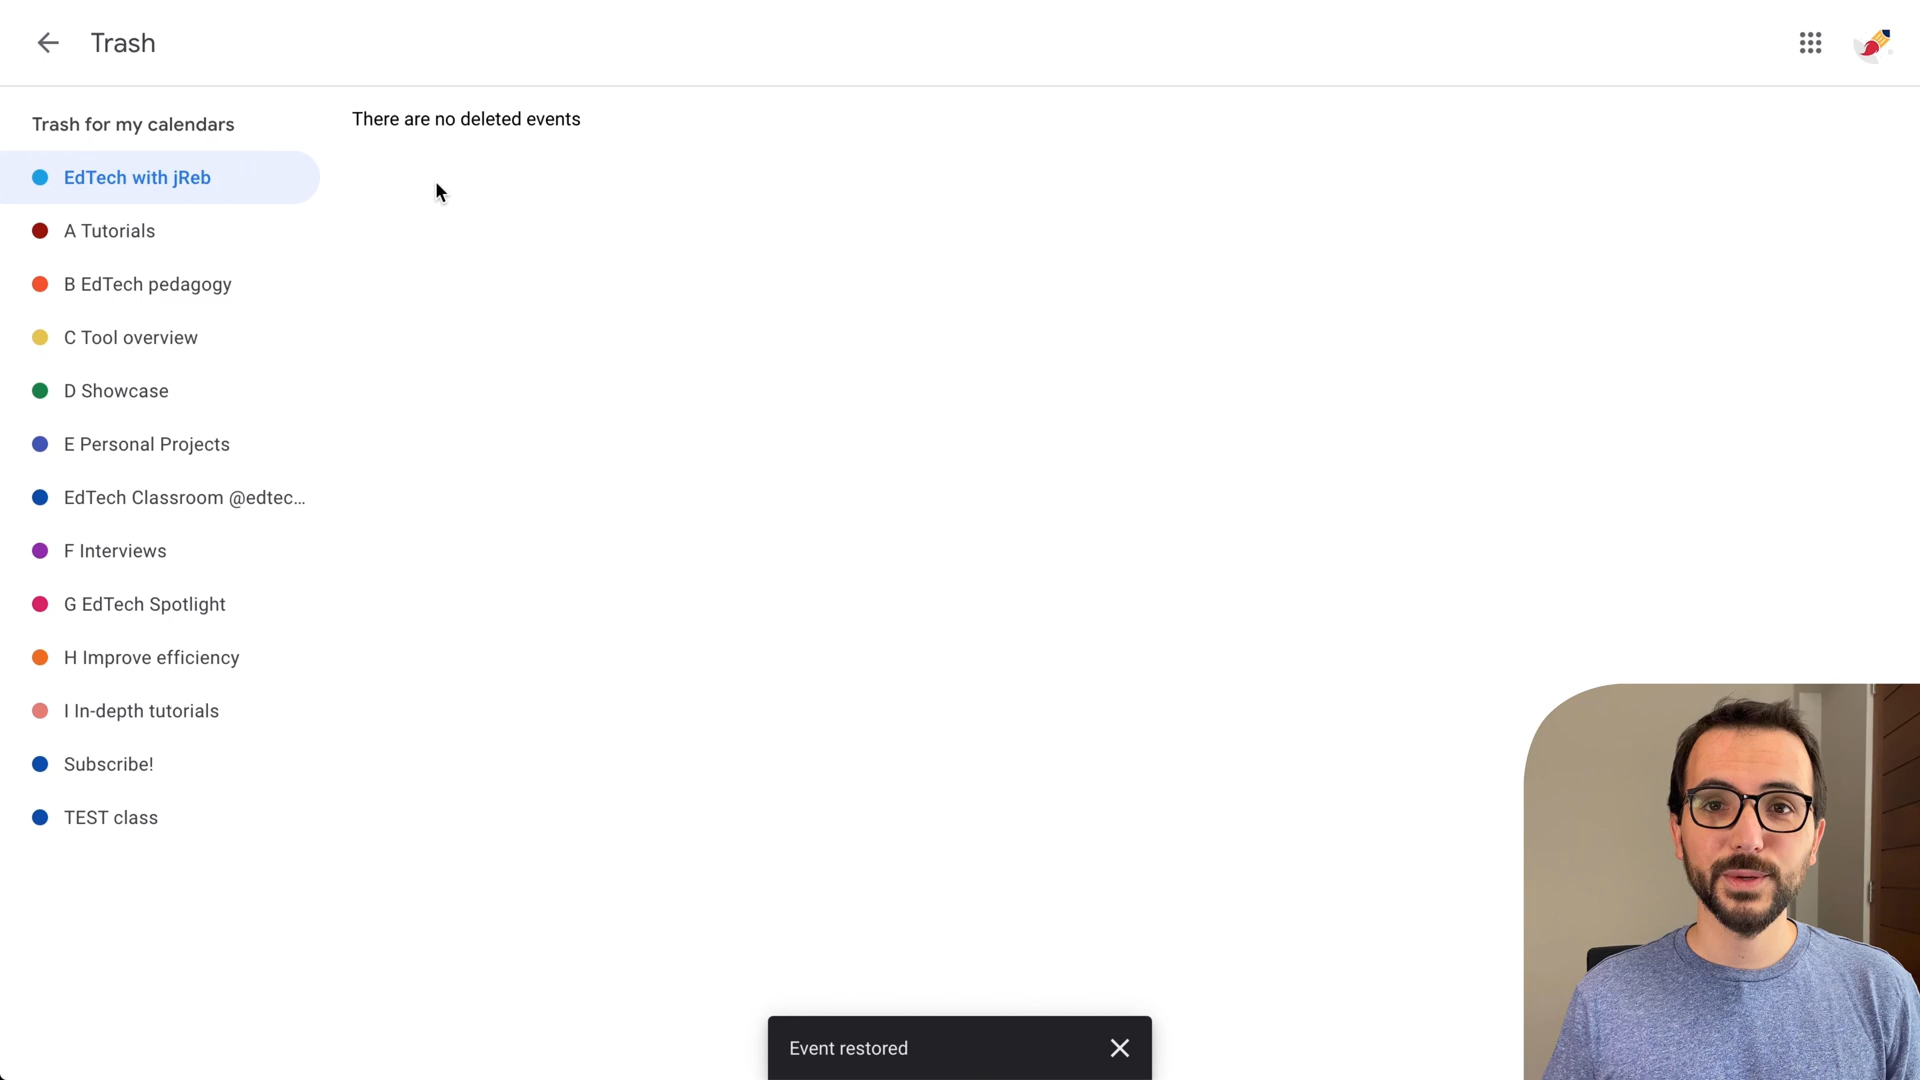 Trash
Trash for my calendars
There are no deleted events
EdTech with jReb
A Tutorials
B EdTech pedagogy
C Tool overview
D Showcase
E Personal Projects
EdTech Classroom @edtec...
F Interviews
G EdTech Spotlight
H Improve efficiency
I In-depth tutorials
Subscribe!
TEST class
Event restored